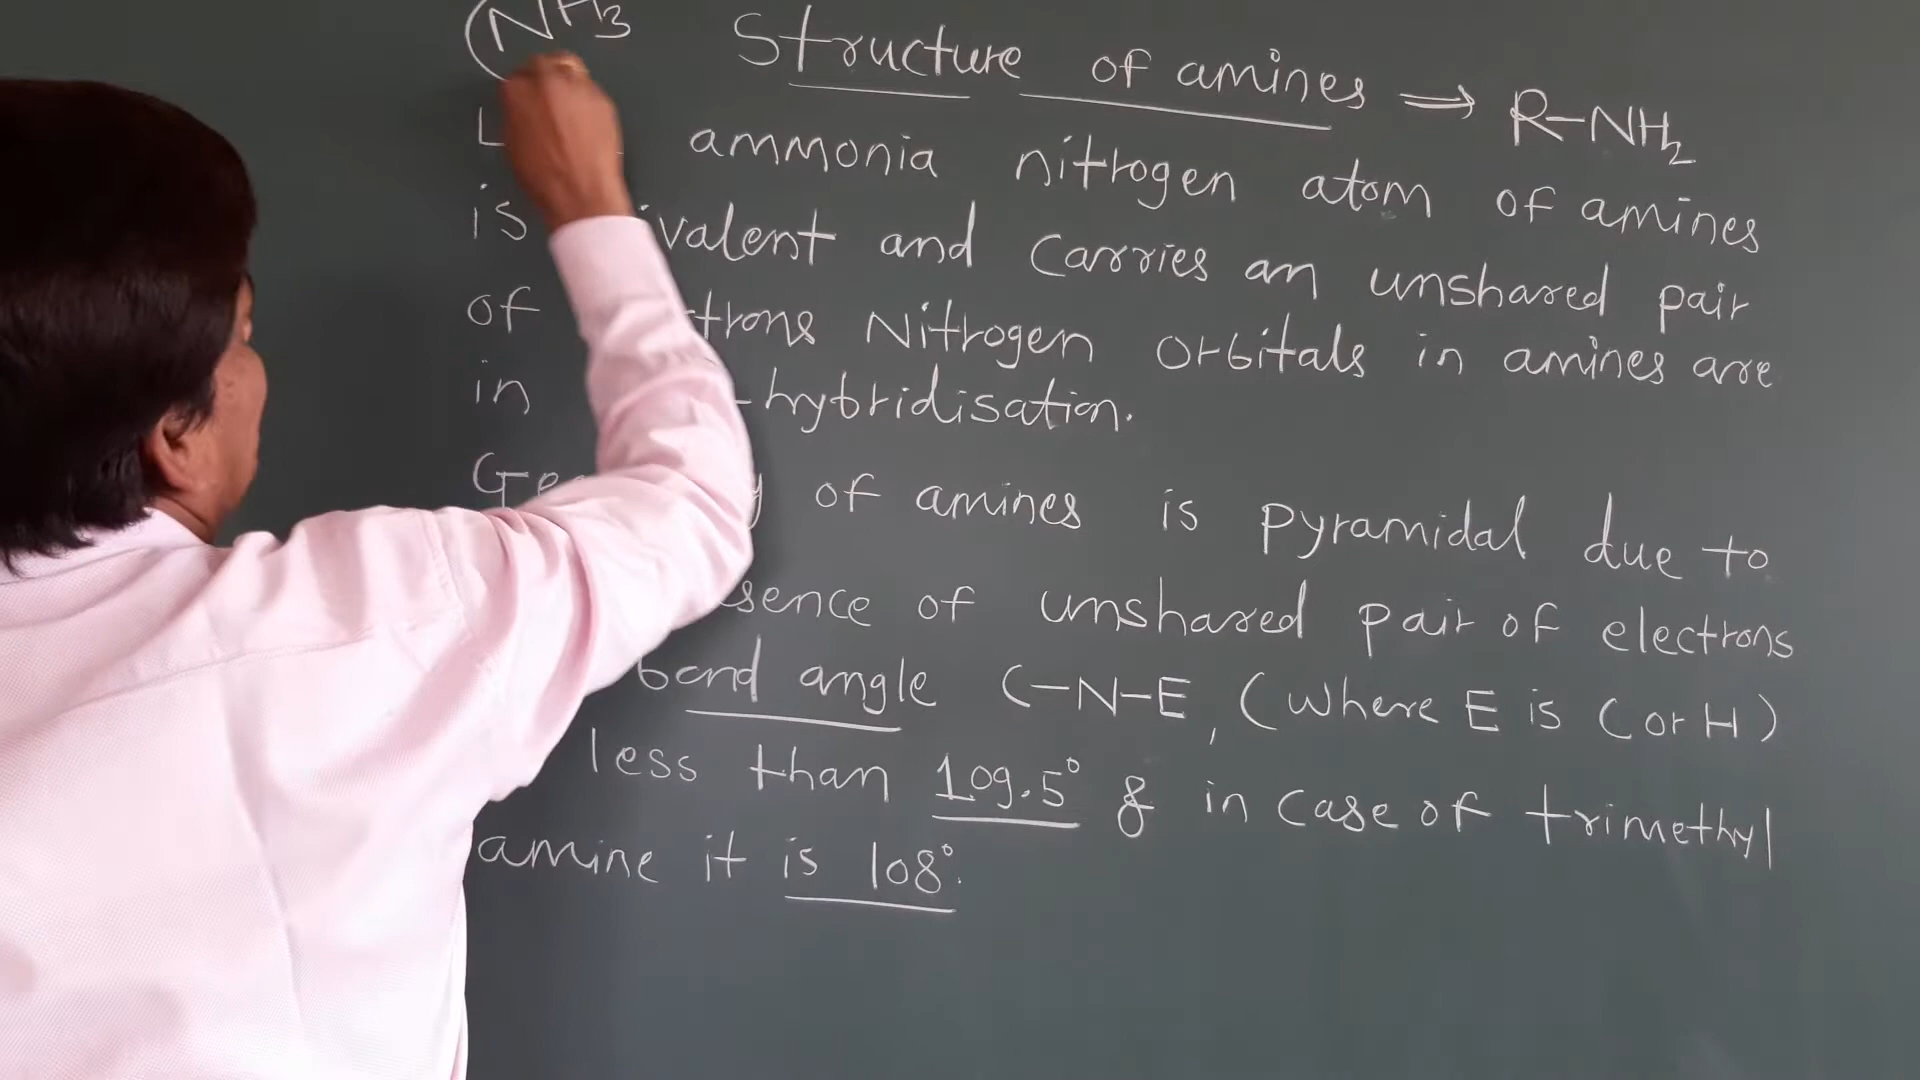 (NH3 Structure of amines ⇒ R-NH2
ammonia nitrogen atom of amines
is valent and carries an unshared pair
of trons Nitrogen orbitals in amines are
in -hybridisation.
of amines is pyramidal due to
sence of unshared pair of electrons
bond angle C-N-E, (where E is C or H)
less than 109.5° & in case of trimethyl
amine it is 108°.